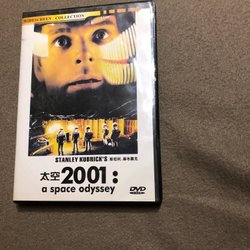 WIDESCREEN COLLECTION
STANLEY KUBRICK'S
太空2001:
a space odyssey
DVD